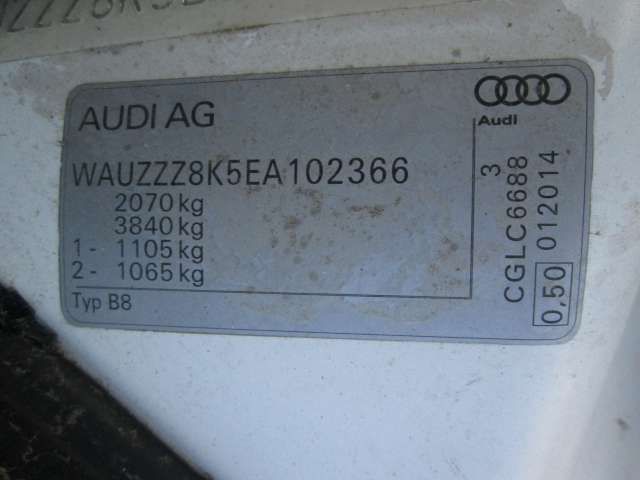 AUDI AG
Audi
WAUZZZ8K5EA102366
2070 kg
3840 kg
1 - 1105 kg
2 - 1065 kg
Typ B8
3
CGLC6688
012014
0,50